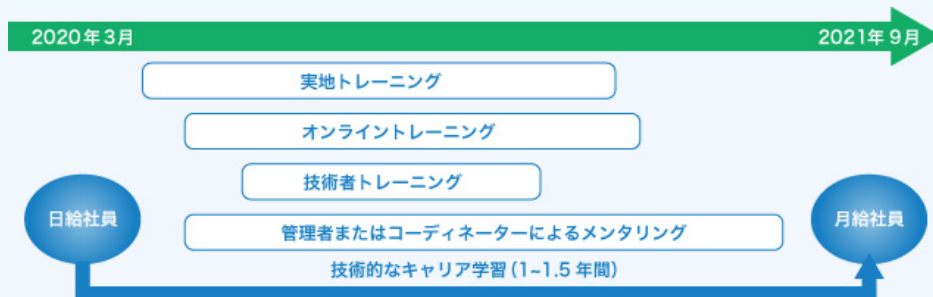 2020年3月
2021年9月
実地トレーニング
オンライントレーニング
技術者トレーニング
日給社員
月給社員
管理者またはコーディネーターによるメンタリング
技術的なキャリア学習(1~1.5 年間)